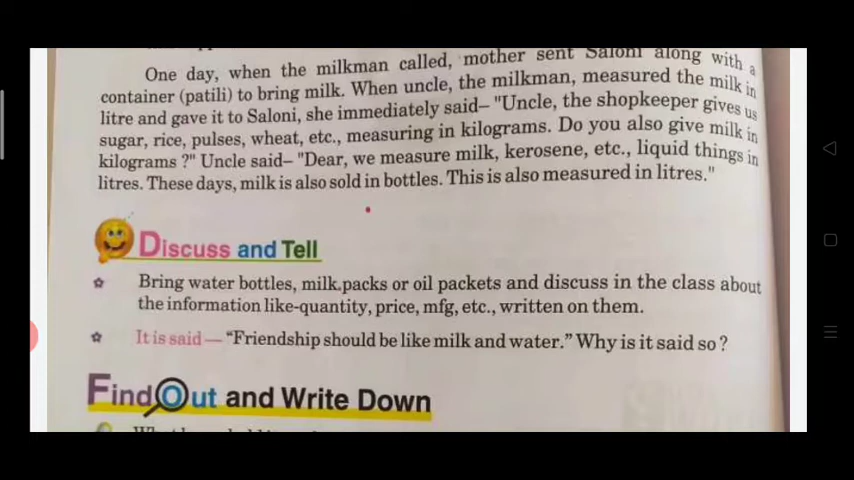 One day, when the milkman called, mother sent Saloni along with a
container (patili) to bring milk. When uncle, the milkman, measured the milk in
litre and gave it to Saloni, she immediately said– "Uncle, the shopkeeper gives us
sugar, rice, pulses, wheat, etc., measuring in kilograms. Do you also give milk in
kilograms ?" Uncle said– "Dear, we measure milk, kerosene, etc., liquid things in
litres. These days, milk is also sold in bottles. This is also measured in litres."
Discuss and Tell
Bring water bottles, milk packs or oil packets and discuss in the class about
the information like-quantity, price, mfg, etc., written on them.
It is said — “Friendship should be like milk and water.” Why is it said so ?
Find Out and Write Down